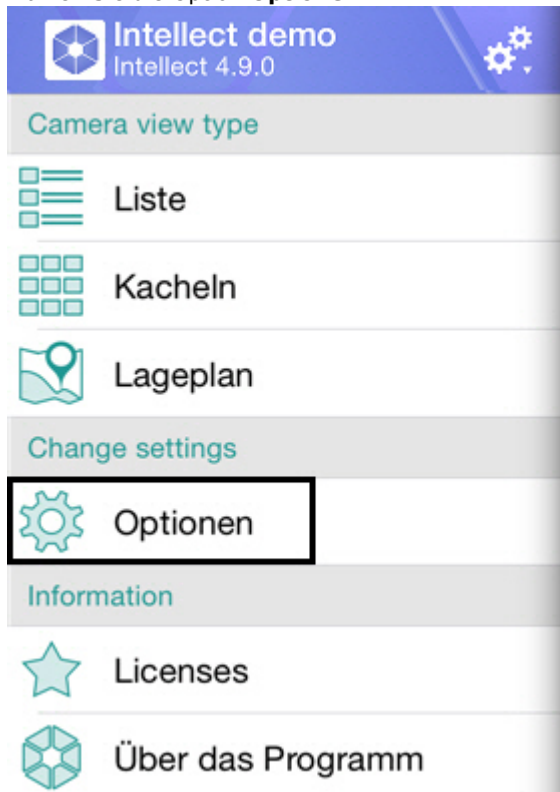 Intellect demo
Intellect 4.9.0
Camera view type
Liste
Kacheln
Lageplan
Change settings
Optionen
Information
Licenses
Über das Programm